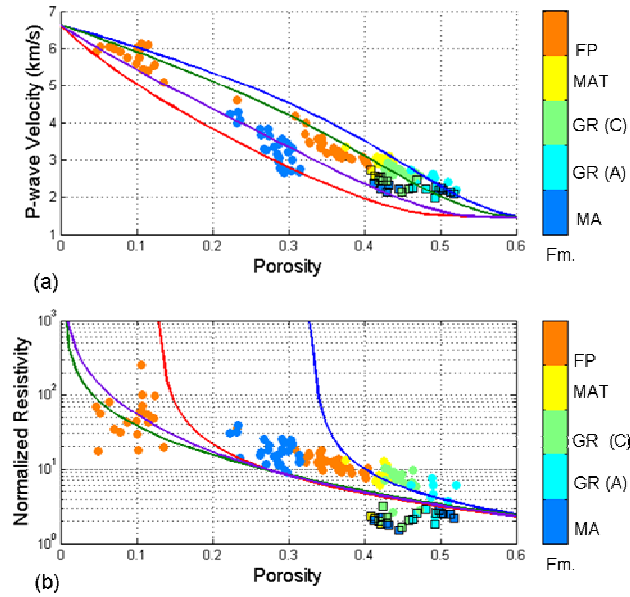 7
6
5
4
3
2
1
P-wave Velocity (km/s)
0
0.1
0.2
0.3
0.4
0.5
0.6
Porosity
(a)
FP
MAT
GR (C)
GR (A)
MA
Fm.
10³
10²
10¹
10⁰
Normalized Resistivity
0
0.1
0.2
0.3
0.4
0.5
0.6
Porosity
(b)
FP
MAT
GR (C)
GR (A)
MA
Fm.